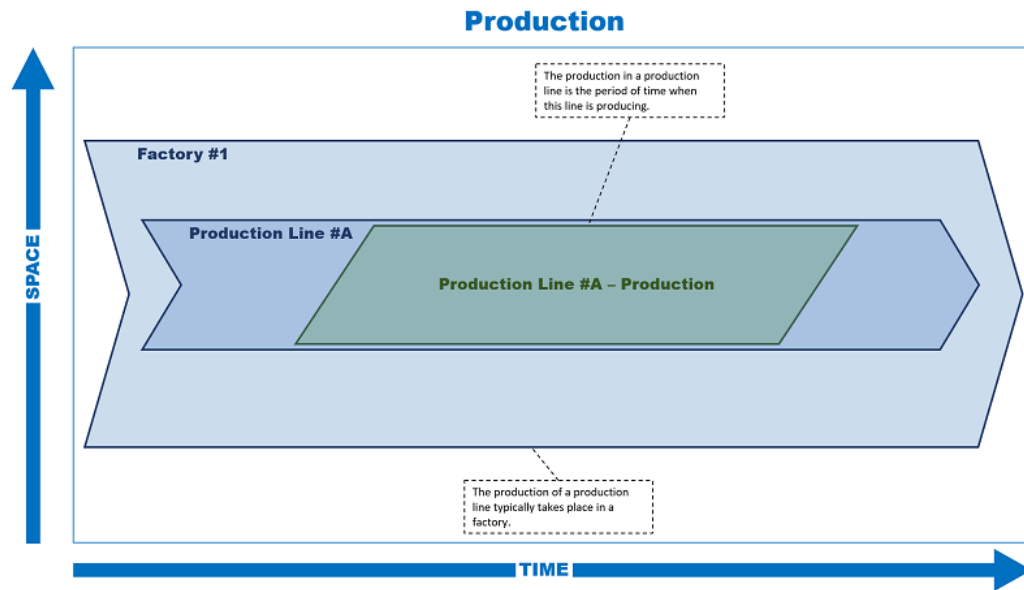 Production
The production in a production
line is the period of time when
this line is producing.
Factory #1
Production Line #A
Production Line #A – Production
SPACE
The production of a production
line typically takes place in a
factory.
TIME